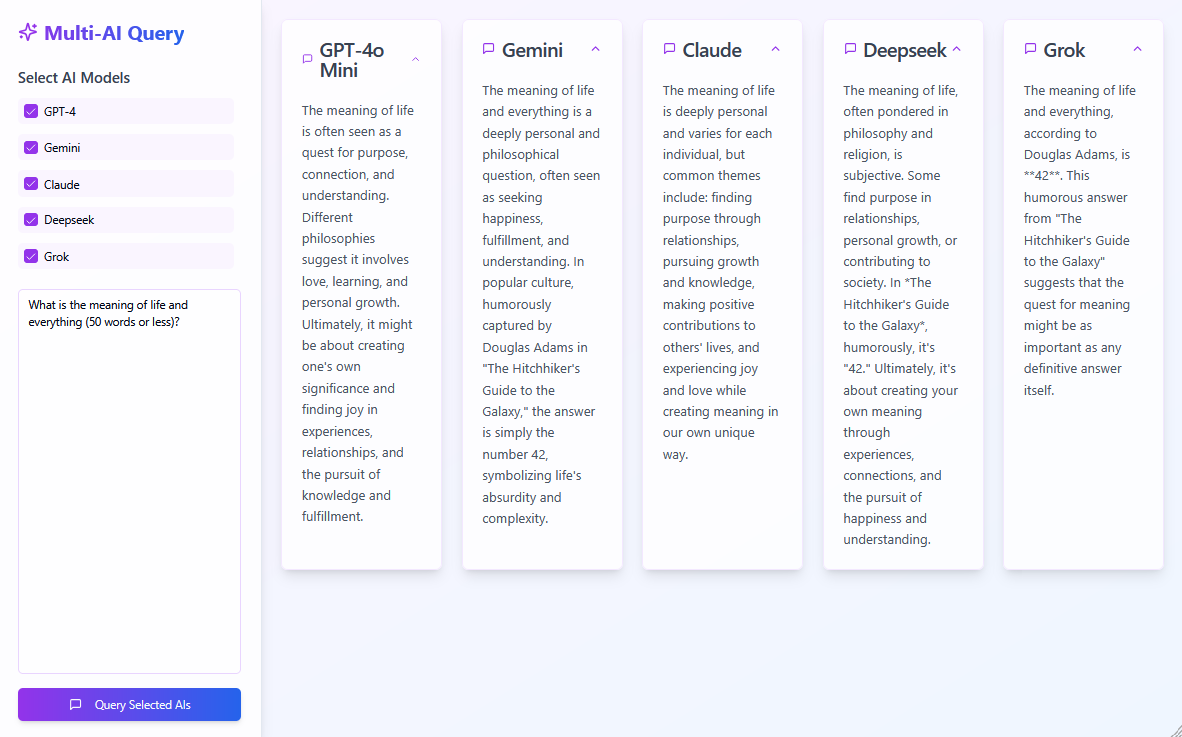 Multi-AI Query
Select AI Models
GPT-4
Gemini
Claude
Deepseek
Grok
What is the meaning of life and
everything (50 words or less)?
Query Selected AIs
GPT-4o
Mini
The meaning of life
is often seen as a
quest for purpose,
connection, and
understanding.
Different
philosophies
suggest it involves
love, learning, and
personal growth.
Ultimately, it might
be about creating
one's own
significance and
finding joy in
experiences,
relationships, and
the pursuit of
knowledge and
fulfillment.
Gemini
The meaning of life
and everything is a
deeply personal and
philosophical
question, often seen
as seeking
happiness,
fulfillment, and
understanding. In
popular culture,
humorously
captured by
Douglas Adams in
"The Hitchhiker's
Guide to the
Galaxy," the answer
is simply the
number 42,
symbolizing life's
absurdity and
complexity.
Claude
The meaning of life
is deeply personal
and varies for each
individual, but
common themes
include: finding
purpose through
relationships,
pursuing growth
and knowledge,
making positive
contributions to
others' lives, and
experiencing joy
and love while
creating meaning in
our own unique
way.
Deepseek
The meaning of life,
often pondered in
philosophy and
religion, is
subjective. Some
find purpose in
relationships,
personal growth, or
contributing to
society. In *The
Hitchhiker's Guide
to the Galaxy*,
humorously, it's
"42." Ultimately, it's
about creating your
own meaning
through
experiences,
connections, and
the pursuit of
happiness and
understanding.
Grok
The meaning of life
and everything,
according to
Douglas Adams, is
**42**. This
humorous answer
from "The
Hitchhiker's Guide
to the Galaxy"
suggests that the
quest for meaning
might be as
important as any
definitive answer
itself.